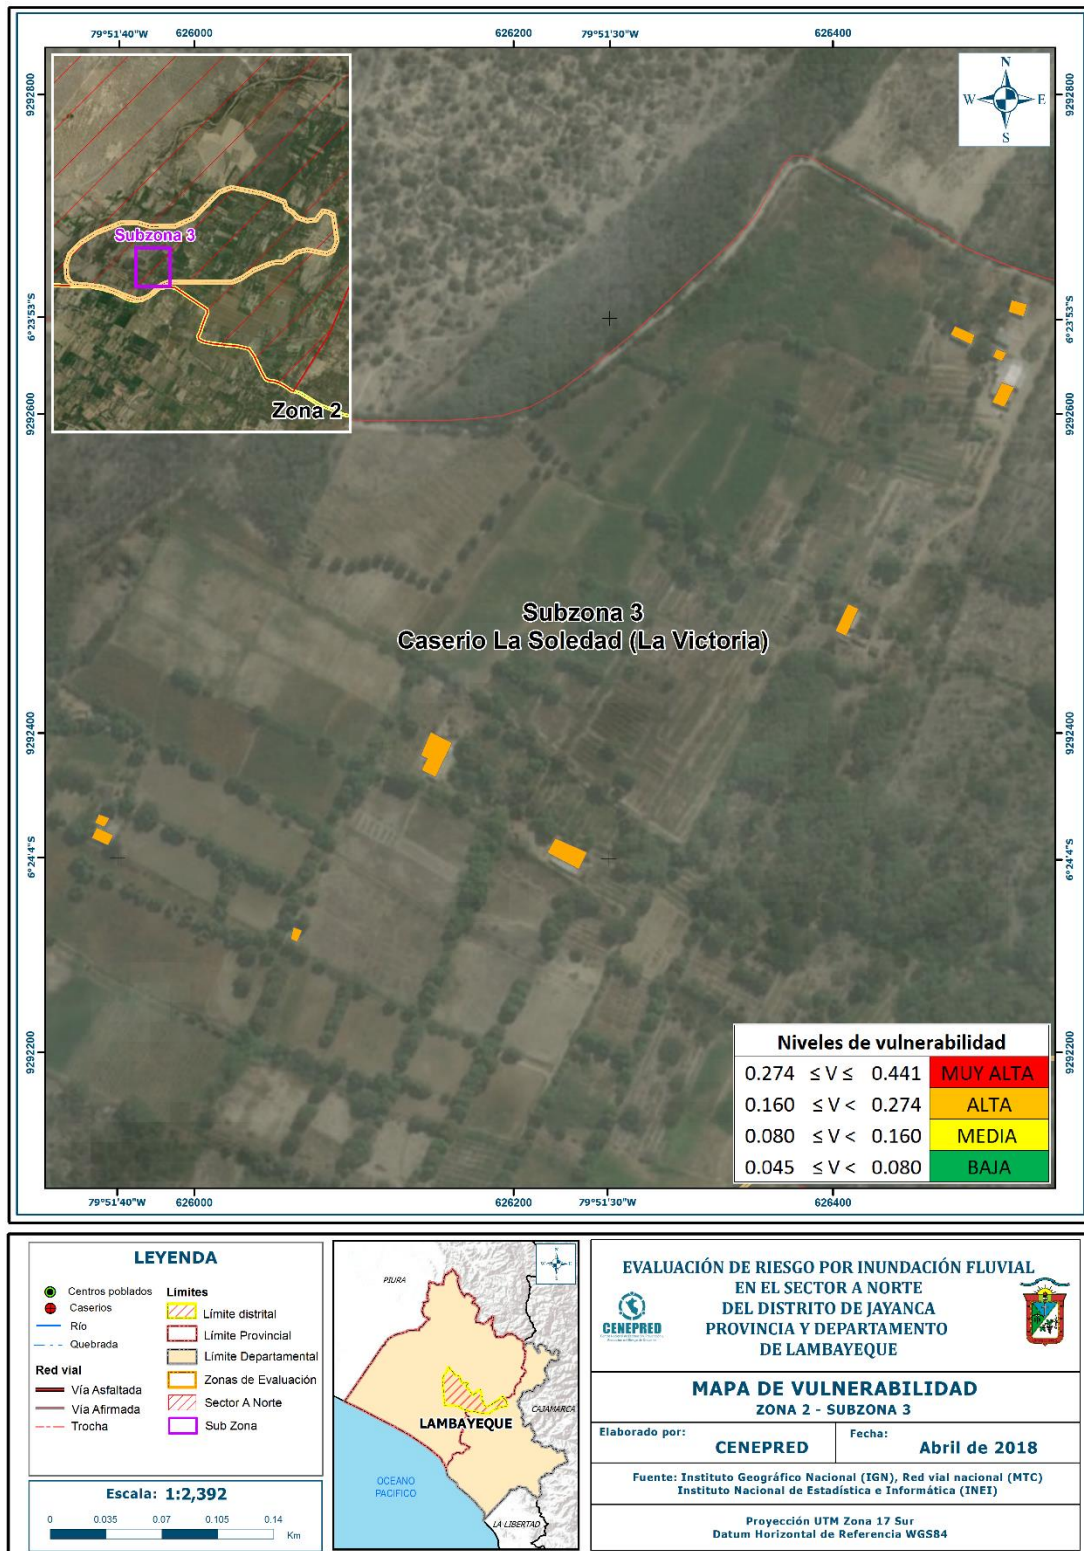 79°51'40"W
626000
626200
79°51'30"W
626400
9292800
9292800
N
W
E
S
Subzona 3
Zona 2
6°23'53"S
6°23'53"S
9292600
9292600
Subzona 3
Caserio La Soledad (La Victoria)
9292400
9292400
6°24'4"S
6°24'4"S
9292200
9292200
Niveles de vulnerabilidad
0.274 ≤ V ≤ 0.441 MUY ALTA
0.160 ≤ V < 0.274 ALTA
0.080 ≤ V < 0.160 MEDIA
0.045 ≤ V < 0.080 BAJA
79°51'40"W
626000
626200
79°51'30"W
626400
LEYENDA
Centros poblados
Caserios
Río
Quebrada
Red vial
Vía Asfaltada
Vía Afirmada
Trocha
Límites
Límite distrital
Límite Provincial
Límite Departamental
Zonas de Evaluación
Sector A Norte
Sub Zona
Escala: 1:2,392
0 0.035 0.07 0.105 0.14
Km
PIURA
LAMBAYEQUE
CAJAMARCA
OCEANO
PACIFICO
LA LIBERTAD
EVALUACIÓN DE RIESGO POR INUNDACIÓN FLUVIAL
EN EL SECTOR A NORTE
DEL DISTRITO DE JAYANCA
PROVINCIA Y DEPARTAMENTO
DE LAMBAYEQUE
CENEPRED
MAPA DE VULNERABILIDAD
ZONA 2 - SUBZONA 3
Elaborado por:
CENEPRED
Fecha:
Abril de 2018
Fuente: Instituto Geográfico Nacional (IGN), Red vial nacional (MTC)
Instituto Nacional de Estadística e Informática (INEI)
Proyección UTM Zona 17 Sur
Datum Horizontal de Referencia WGS84